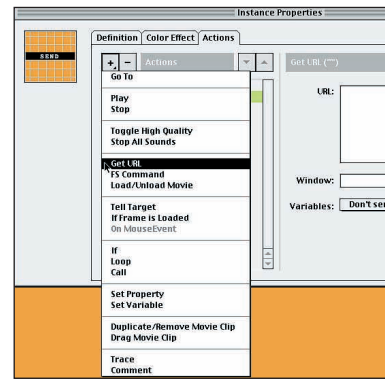 Instance Properties
Definition Color Effect Actions
SEND
+ Actions
Get URL ("")
Go To
Play
Stop
Toggle High Quality
Stop All Sounds
Get URL
FS Command
Load/Unload Movie
Tell Target
If Frame is Loaded
On MouseEvent
If
Loop
Call
Set Property
Set Variable
Duplicate/Remove Movie Clip
Drag Movie Clip
Trace
Comment
URL:
Window:
Variables: Don't se